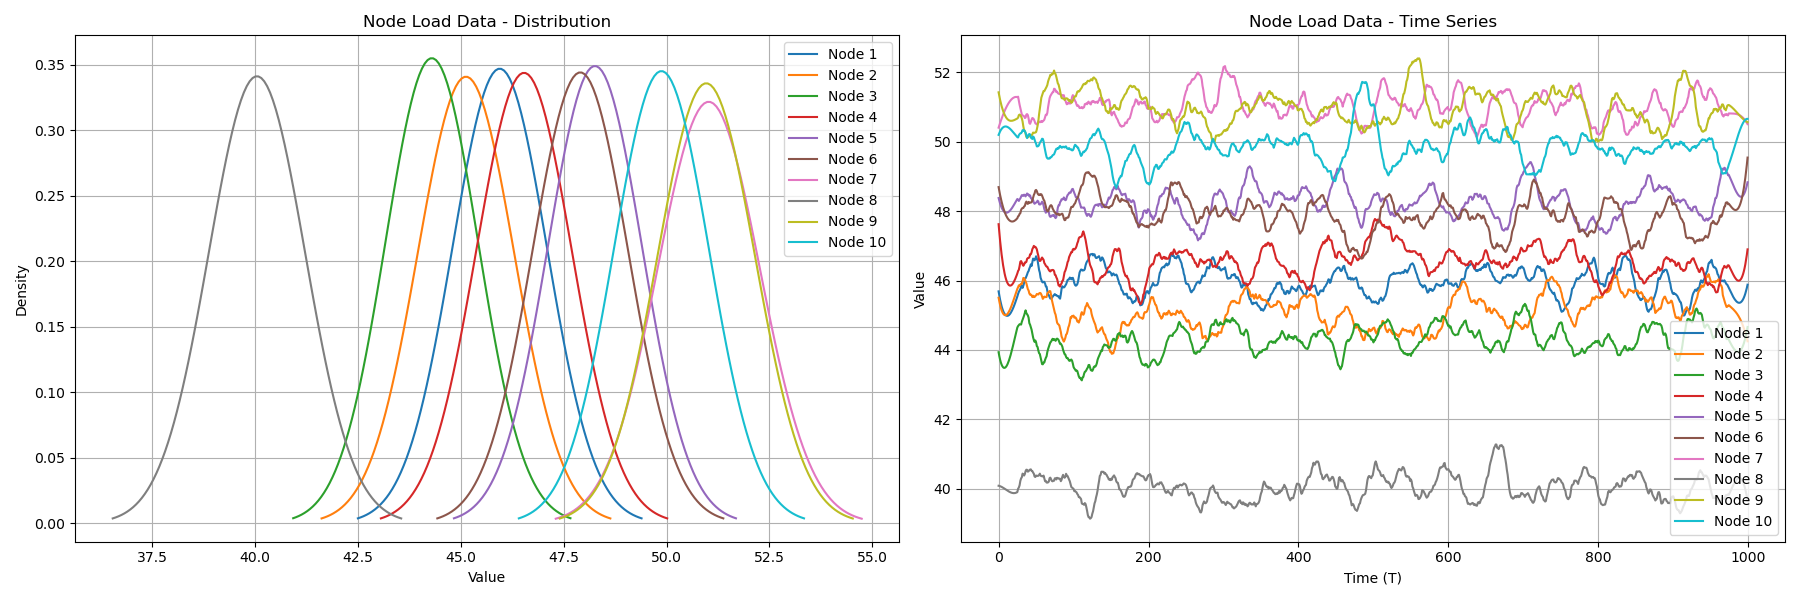 Node Load Data - Distribution
Density
0.35
0.30
0.25
0.20
0.15
0.10
0.05
0.00
37.5 40.0 42.5 45.0 47.5 50.0 52.5 55.0
Value
Node 1
Node 2
Node 3
Node 4
Node 5
Node 6
Node 7
Node 8
Node 9
Node 10
Node Load Data - Time Series
Value
52
50
48
46
44
42
40
0 200 400 600 800 1000
Time (T)
Node 1
Node 2
Node 3
Node 4
Node 5
Node 6
Node 7
Node 8
Node 9
Node 10